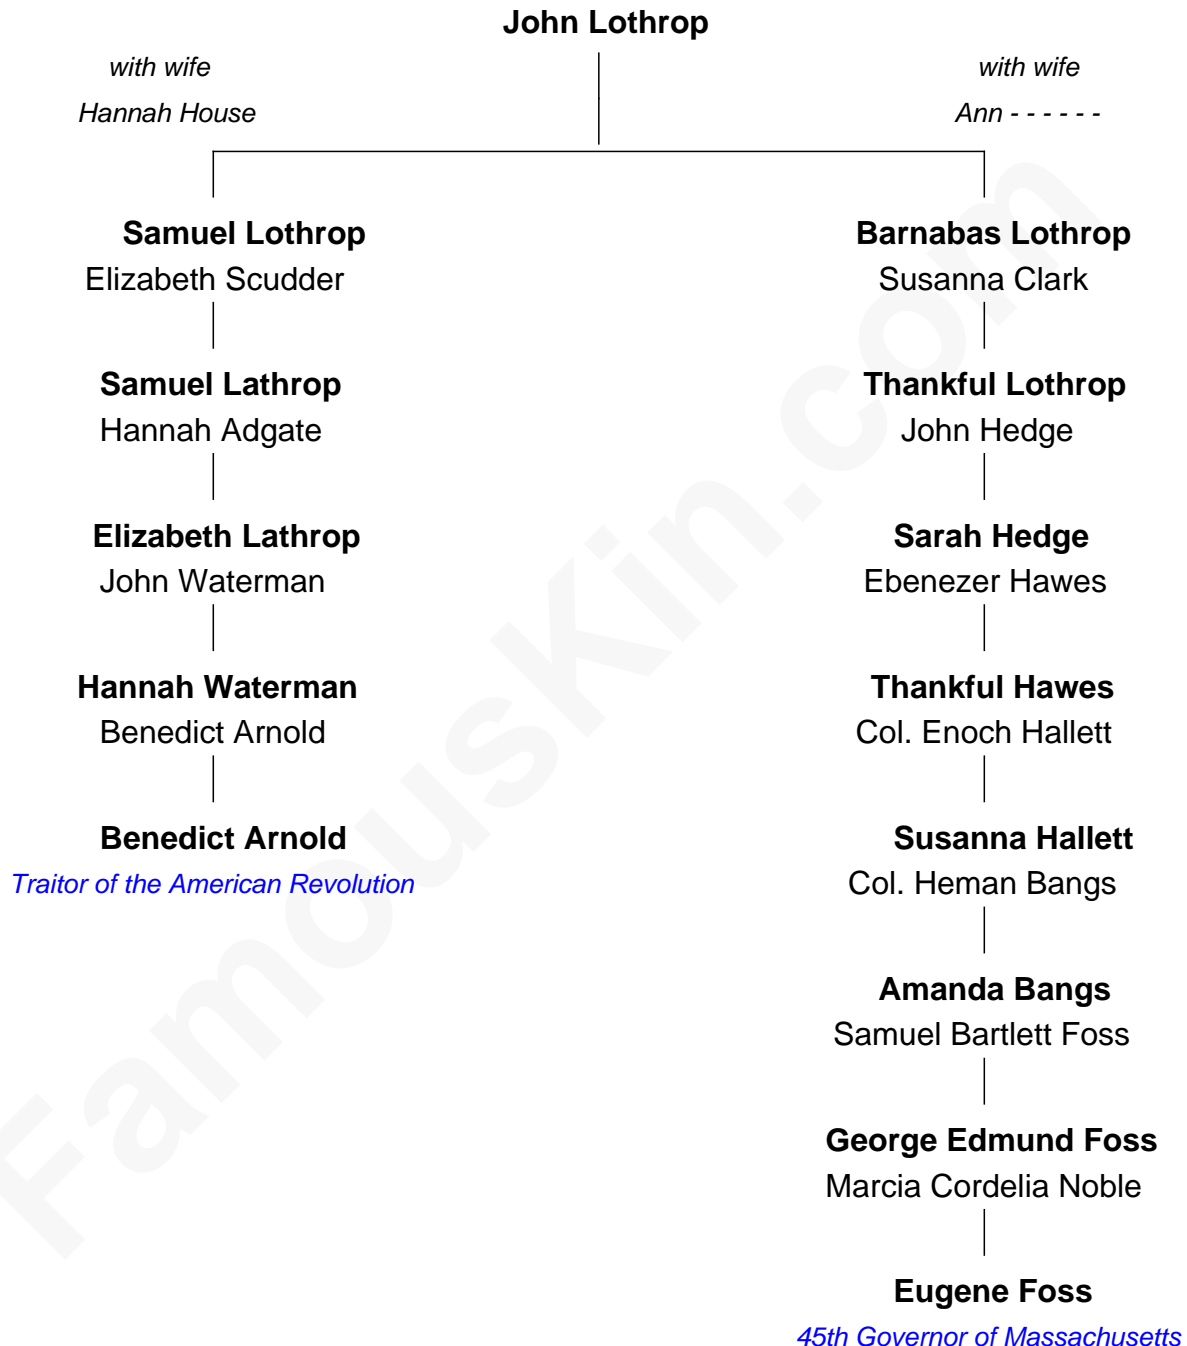 John Lothrop
with wife
Hannah House
with wife
Ann - - - - - -
Samuel Lothrop
Elizabeth Scudder
Barnabas Lothrop
Susanna Clark
Samuel Lathrop
Hannah Adgate
Thankful Lothrop
John Hedge
Elizabeth Lathrop
John Waterman
Sarah Hedge
Ebenezer Hawes
Hannah Waterman
Benedict Arnold
Thankful Hawes
Col. Enoch Hallett
Benedict Arnold
Traitor of the American Revolution
Susanna Hallett
Col. Heman Bangs
Amanda Bangs
Samuel Bartlett Foss
George Edmund Foss
Marcia Cordelia Noble
Eugene Foss
45th Governor of Massachusetts
FamousKin.com